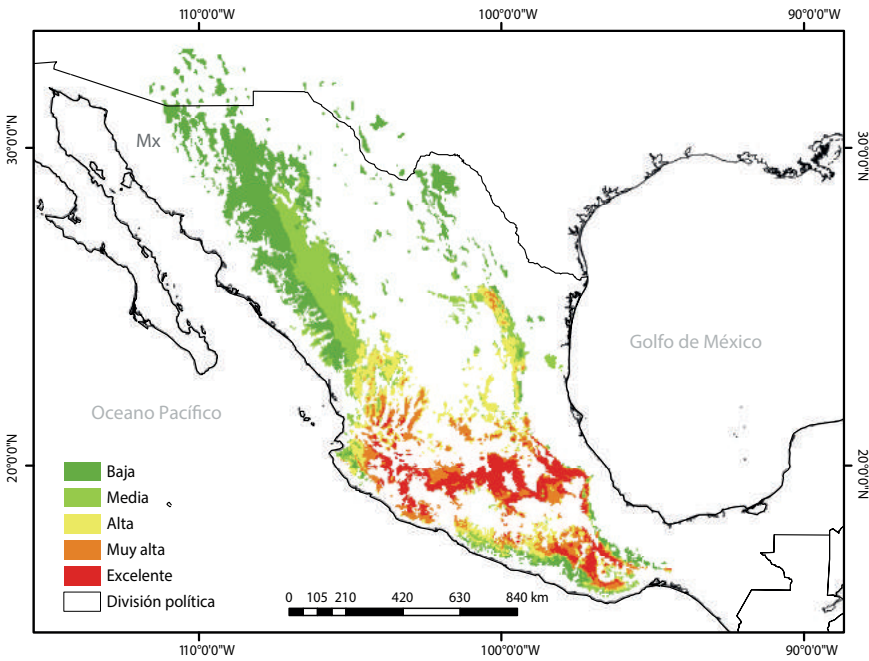 110°0'0"W 100°0'0"W 90°0'0"W
30°0'0"N 30°0'0"N
Mx
Golfo de México
Oceano Pacífico
20°0'0"N 20°0'0"N
Baja
Media
Alta
Muy alta
Excelente
División política
0 105 210 420 630 840 km
110°0'0"W 100°0'0"W 90°0'0"W